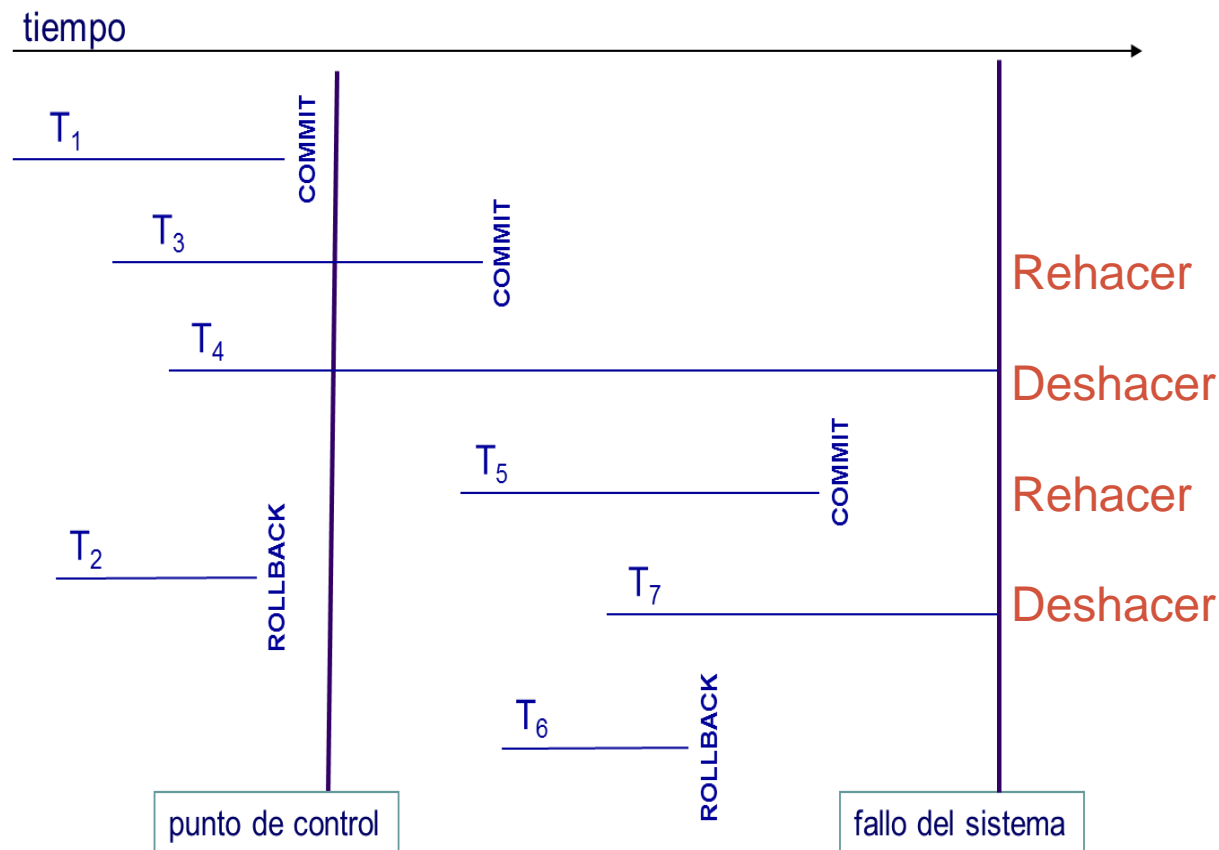 tiempo
T1
COMMIT
T3
COMMIT
Rehacer
T4
Deshacer
T5
COMMIT
Rehacer
T2
ROLLBACK
T7
Deshacer
T6
ROLLBACK
punto de control
fallo del sistema